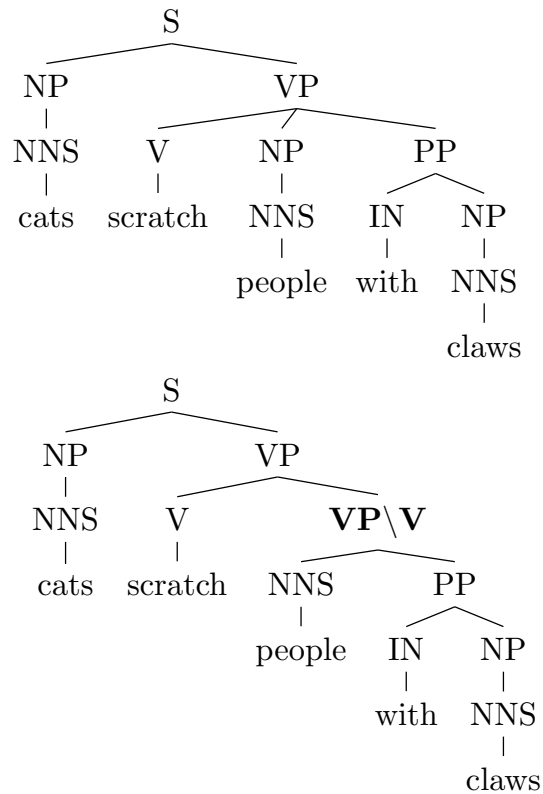 S
NP VP
NNS V NP PP
cats scratch NNS IN NP
people with NNS
claws
S
NP VP
NNS V VP\V
cats scratch NNS PP
people IN NP
with NNS
claws